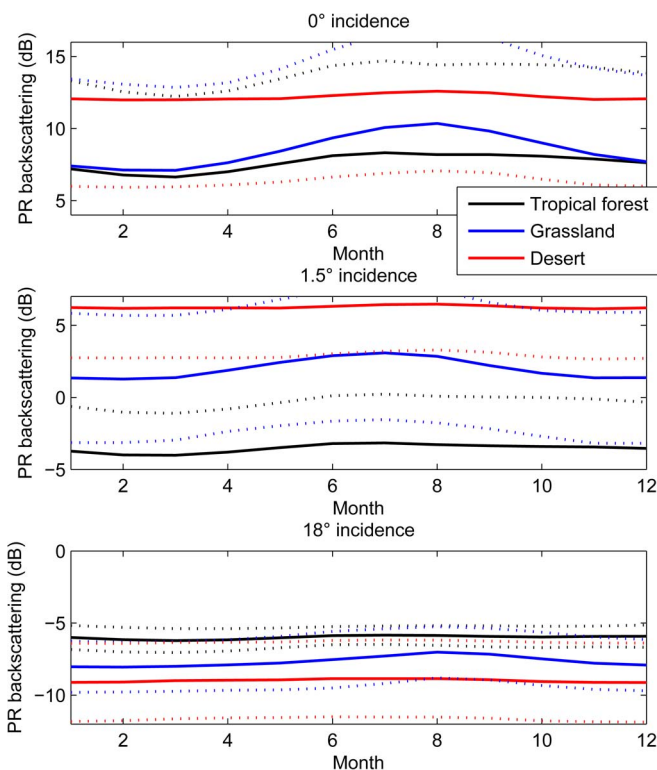 0° incidence
PR backscattering (dB)
15
10
5
2 4 6 8
Month
Tropical forest
Grassland
Desert
1.5° incidence
PR backscattering (dB)
5
0
−5
2 4 6 8 10 12
Month
18° incidence
PR backscattering (dB)
0
−5
−10
2 4 6 8 10 12
Month